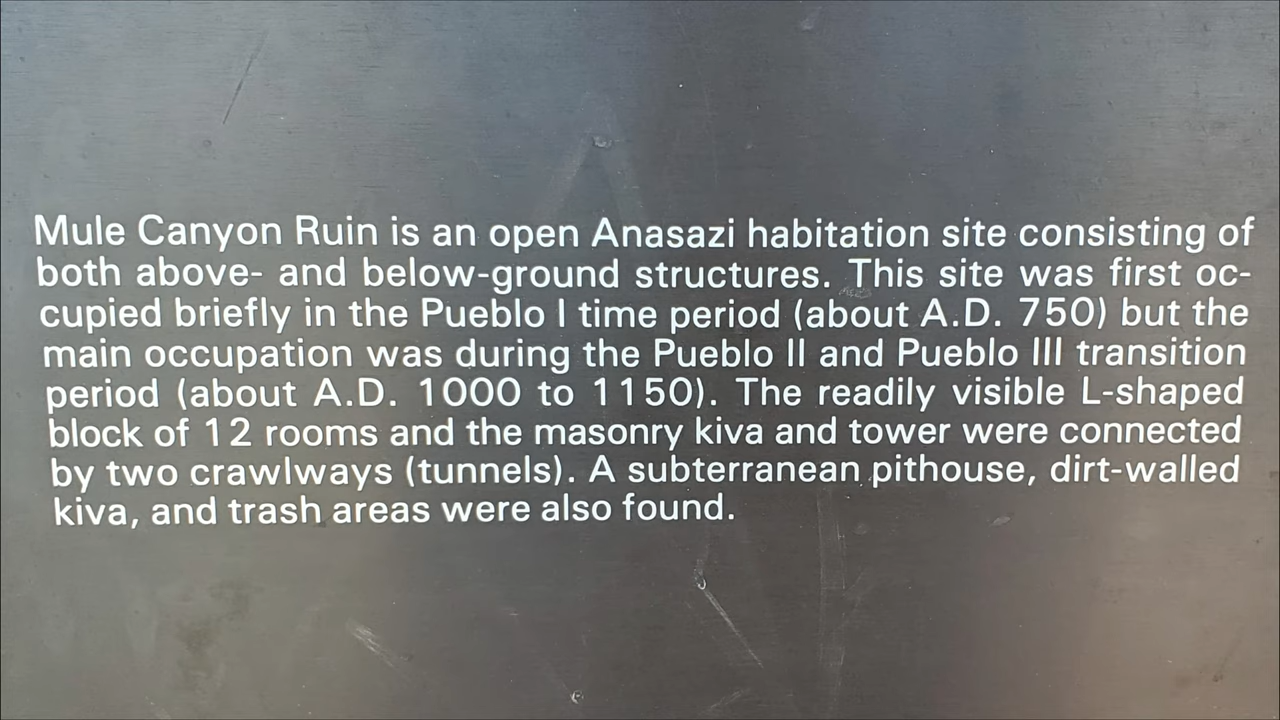 Mule Canyon Ruin is an open Anasazi habitation site consisting of
both above- and below-ground structures. This site was first oc-
cupied briefly in the Pueblo I time period (about A.D. 750) but the
main occupation was during the Pueblo II and Pueblo III transition
period (about A.D. 1000 to 1150). The readily visible L-shaped
block of 12 rooms and the masonry kiva and tower were connected
by two crawlways (tunnels). A subterranean pithouse, dirt-walled
kiva, and trash areas were also found.